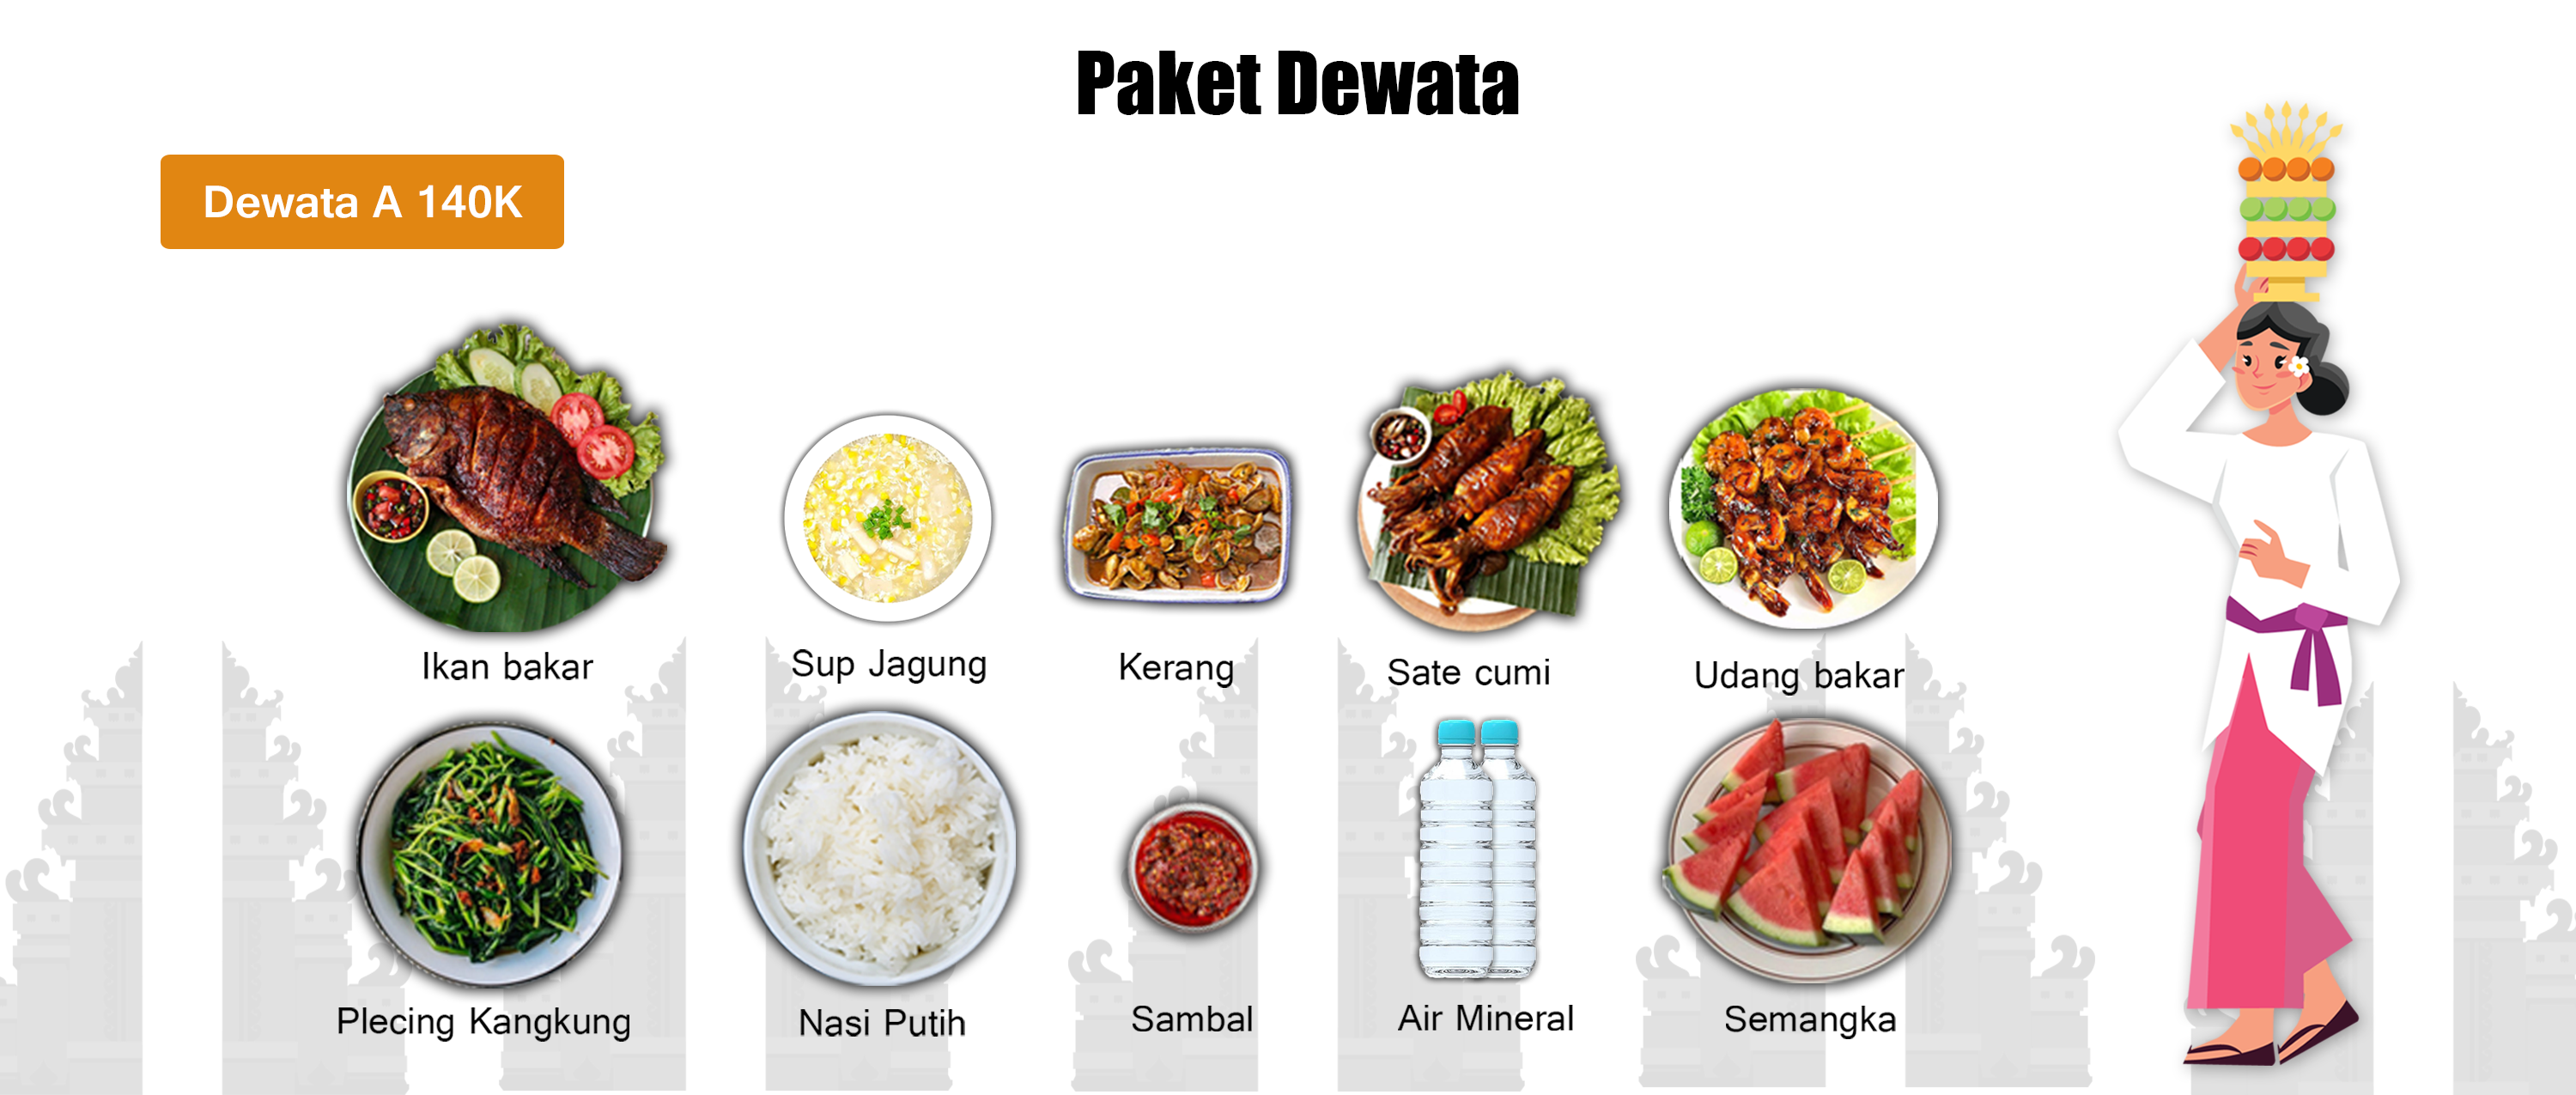 Paket Dewata
Dewata A 140K
Ikan bakar
Sup Jagung
Kerang
Sate cumi
Udang bakar
Plecing Kangkung
Nasi Putih
Sambal
Air Mineral
Semangka